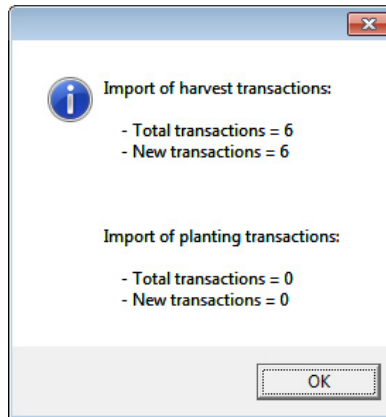 Import of harvest transactions:
- Total transactions = 6
- New transactions = 6
Import of planting transactions:
- Total transactions = 0
- New transactions = 0
OK